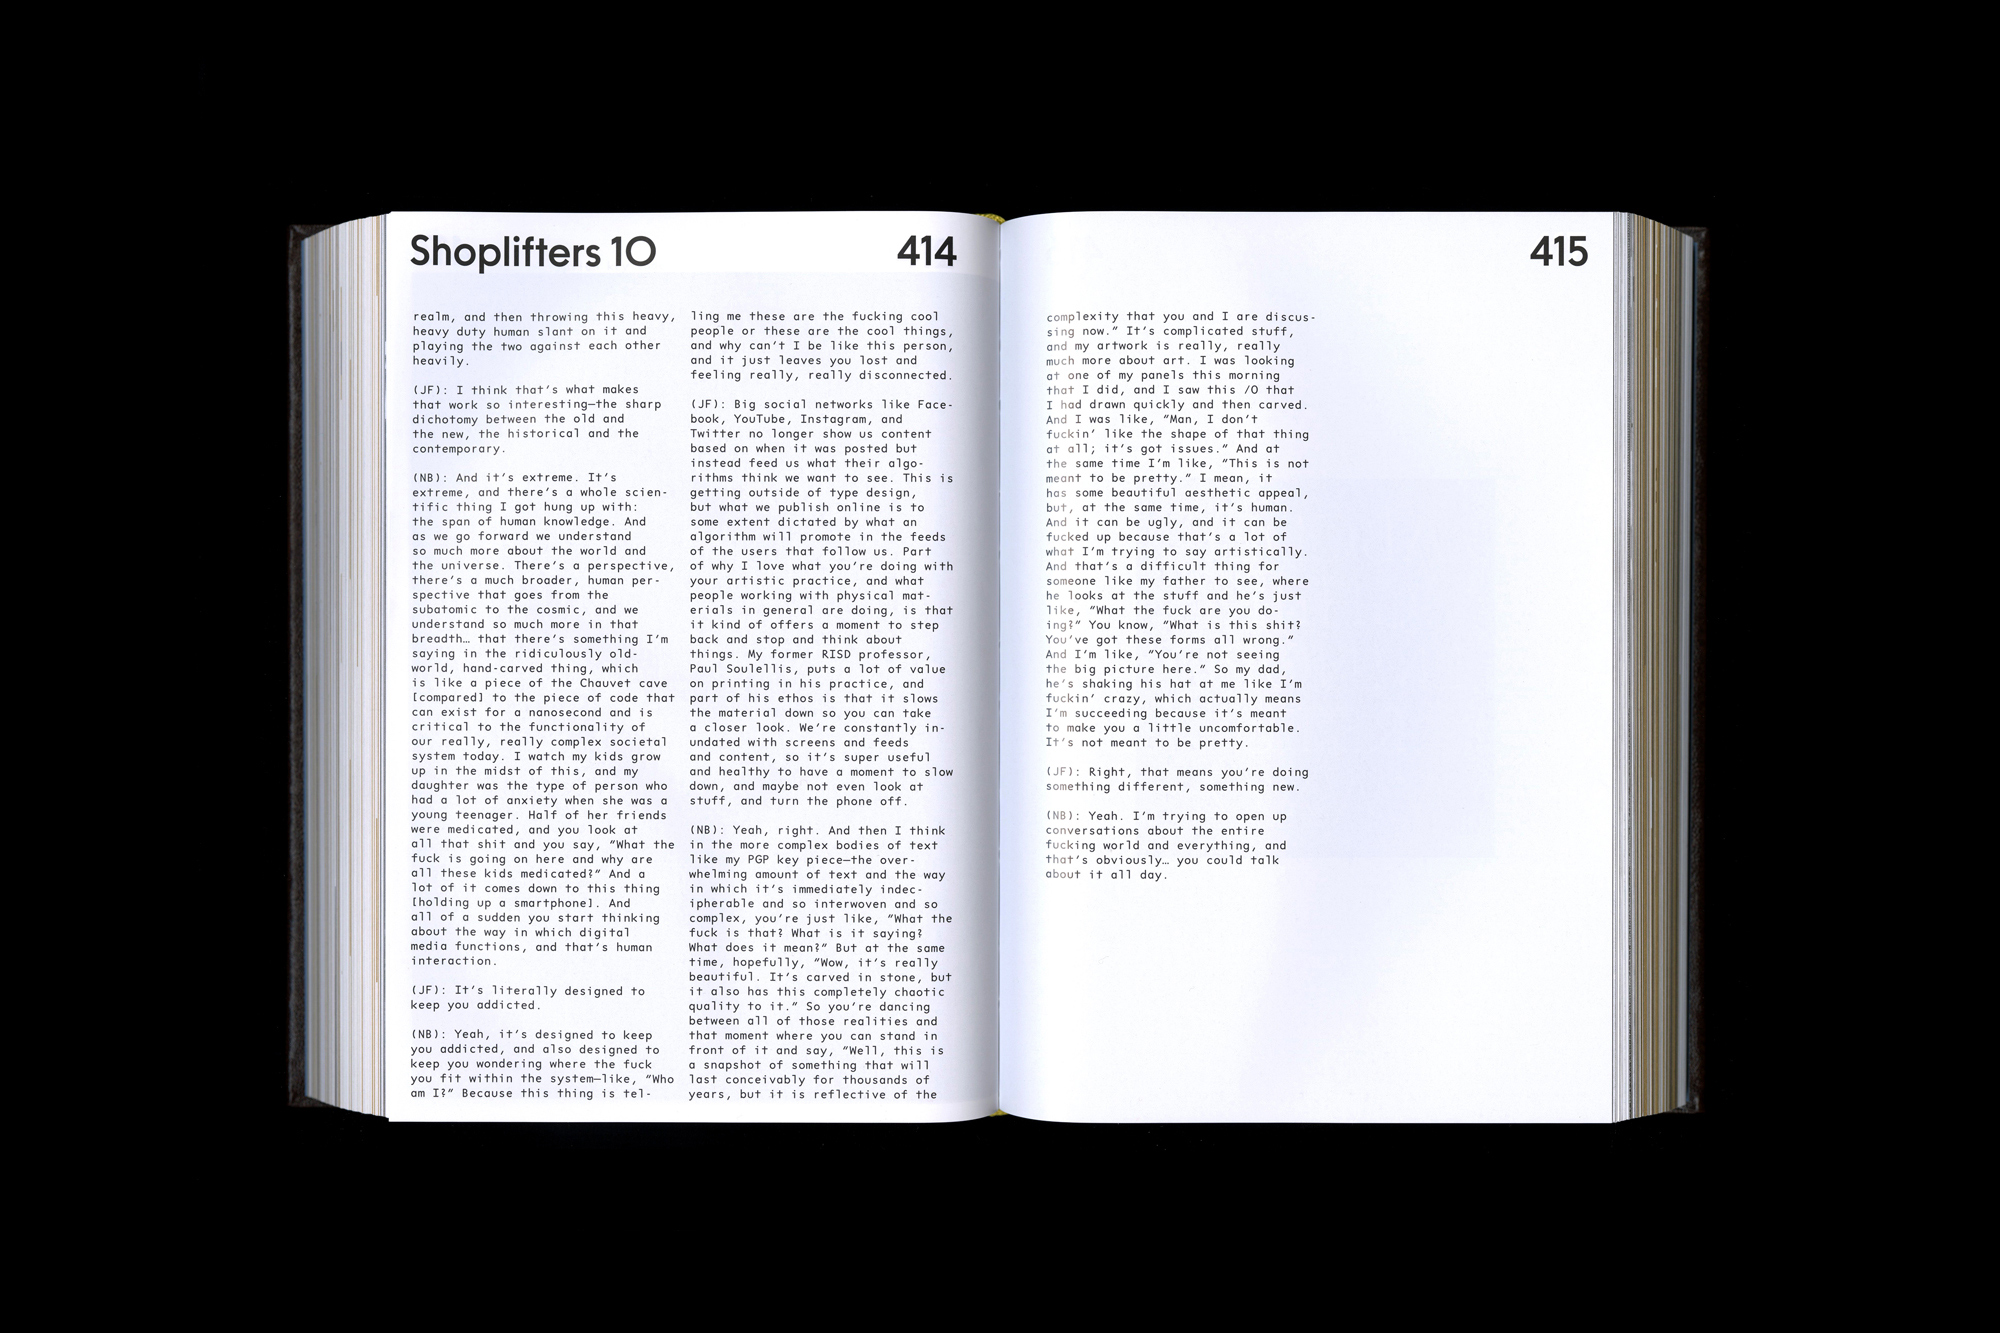 Shoplifters 10
414
realm, and then throwing this heavy,
heavy duty human slant on it and
playing the two against each other
heavily.
(JF): I think that's what makes
that work so interesting—the sharp
dichotomy between the old and
the new, the historical and the
contemporary.
(NB): And it's extreme. It's
extreme, and there's a whole scien-
tific thing I got hung up with:
the span of human knowledge. And
as we go forward we understand
so much more about the world and
the universe. There's a perspective,
there's a much broader, human per-
spective that goes from the
subatomic to the cosmic, and we
understand so much more in that
breadth… that there's something I'm
saying in the ridiculously old-
world, hand-carved thing, which
is like a piece of the Chauvet cave
[compared] to the piece of code that
can exist for a nanosecond and is
critical to the functionality of
our really, really complex societal
system today. I watch my kids grow
up in the midst of this, and my
daughter was the type of person who
had a lot of anxiety when she was a
young teenager. Half of her friends
were medicated, and you look at
all that shit and you say, “What the
fuck is going on here and why are
all these kids medicated?” And a
lot of it comes down to this thing
[holding up a smartphone]. And
all of a sudden you start thinking
about the way in which digital
media functions, and that's human
interaction.
(JF): It's literally designed to
keep you addicted.
(NB): Yeah, it's designed to keep
you addicted, and also designed to
keep you wondering where the fuck
you fit within the system—like, “Who
am I?” Because this thing is tel-
ling me these are the fucking cool
people or these are the cool things,
and why can't I be like this person,
and it just leaves you lost and
feeling really, really disconnected.
(JF): Big social networks like Face-
book, YouTube, Instagram, and
Twitter no longer show us content
based on when it was posted but
instead feed us what their algo-
rithms think we want to see. This is
getting outside of type design,
but what we publish online is to
some extent dictated by what an
algorithm will promote in the feeds
of the users that follow us. Part
of why I love what you're doing with
your artistic practice, and what
people working with physical mat-
erials in general are doing, is that
it kind of offers a moment to step
back and stop and think about
things. My former RISD professor,
Paul Soulellis, puts a lot of value
on printing in his practice, and
part of his ethos is that it slows
the material down so you can take
a closer look. We're constantly in-
undated with screens and feeds
and content, so it's super useful
and healthy to have a moment to slow
down, and maybe not even look at
stuff, and turn the phone off.
(NB): Yeah, right. And then I think
in the more complex bodies of text
like my PGP key piece—the over-
whelming amount of text and the way
in which it's immediately indec-
ipherable and so interwoven and so
complex, you're just like, “What the
fuck is that? What is it saying?
What does it mean?” But at the same
time, hopefully, “Wow, it's really
beautiful. It's carved in stone, but
it also has this completely chaotic
quality to it.” So you're dancing
between all of those realities and
that moment where you can stand in
front of it and say, “Well, this is
a snapshot of something that will
last conceivably for thousands of
years, but it is reflective of the
415
complexity that you and I are discus-
sing now.” It's complicated stuff,
and my artwork is really, really
much more about art. I was looking
at one of my panels this morning
that I did, and I saw this /O that
I had drawn quickly and then carved.
And I was like, “Man, I don't
fuckin' like the shape of that thing
at all; it's got issues.” And at
the same time I'm like, “This is not
meant to be pretty.” I mean, it
has some beautiful aesthetic appeal,
but, at the same time, it's human.
And it can be ugly, and it can be
fucked up because that's a lot of
what I'm trying to say artistically.
And that's a difficult thing for
someone like my father to see, where
he looks at the stuff and he's just
like, “What the fuck are you do-
ing?” You know, “What is this shit?
You've got these forms all wrong.”
And I'm like, “You're not seeing
the big picture here.” So my dad,
he's shaking his hat at me like I'm
fuckin' crazy, which actually means
I'm succeeding because it's meant
to make you a little uncomfortable.
It's not meant to be pretty.
(JF): Right, that means you're doing
something different, something new.
(NB): Yeah. I'm trying to open up
conversations about the entire
fucking world and everything, and
that's obviously… you could talk
about it all day.